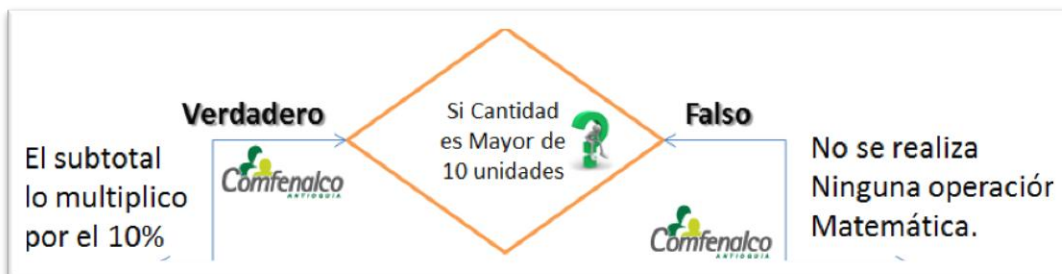 Verdadero
Si Cantidad
es Mayor de
10 unidades
Falso
El subtotal
lo multiplico
por el 10%
Comfenalco
ANTIOQUIA
No se realiza
Ninguna operación
Matemática.
Comfenalco
ANTIOQUIA